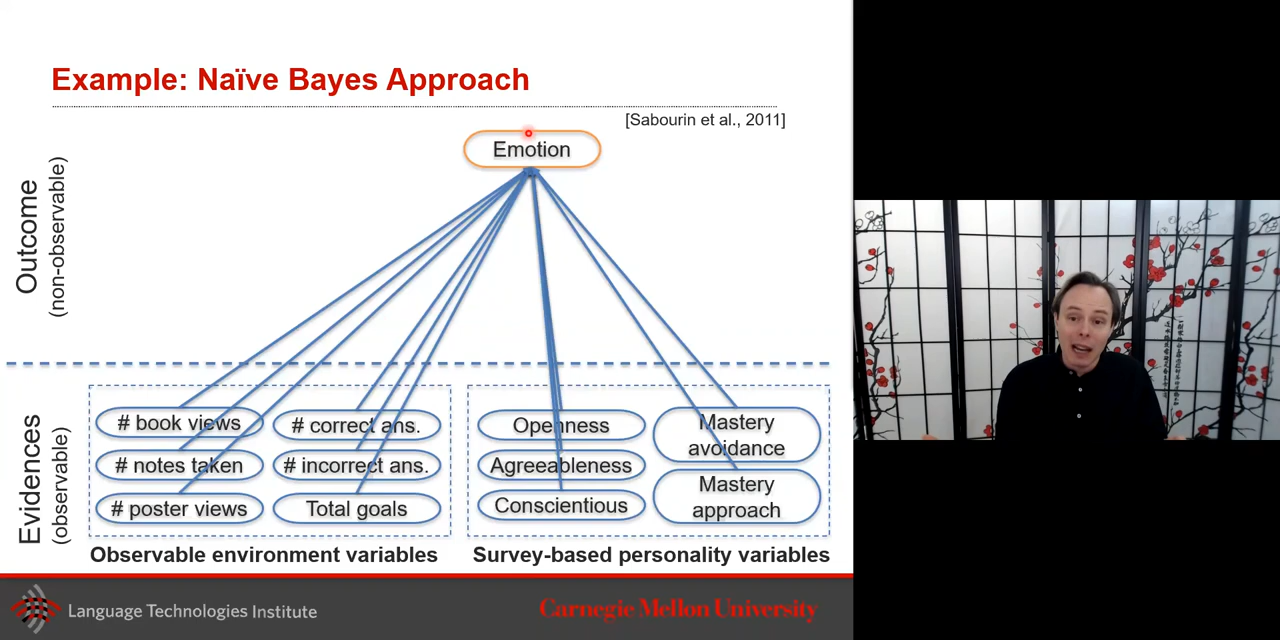 Example: Naïve Bayes Approach
[Sabourin et al., 2011]
Emotion
Outcome
(non-observable)
Evidences
(observable)
# book views
# notes taken
# poster views
# correct ans.
# incorrect ans.
Total goals
Openness
Agreeableness
Conscientious
Mastery
avoidance
Mastery
approach
Observable environment variables
Survey-based personality variables
Language Technologies Institute
Carnegie Mellon University